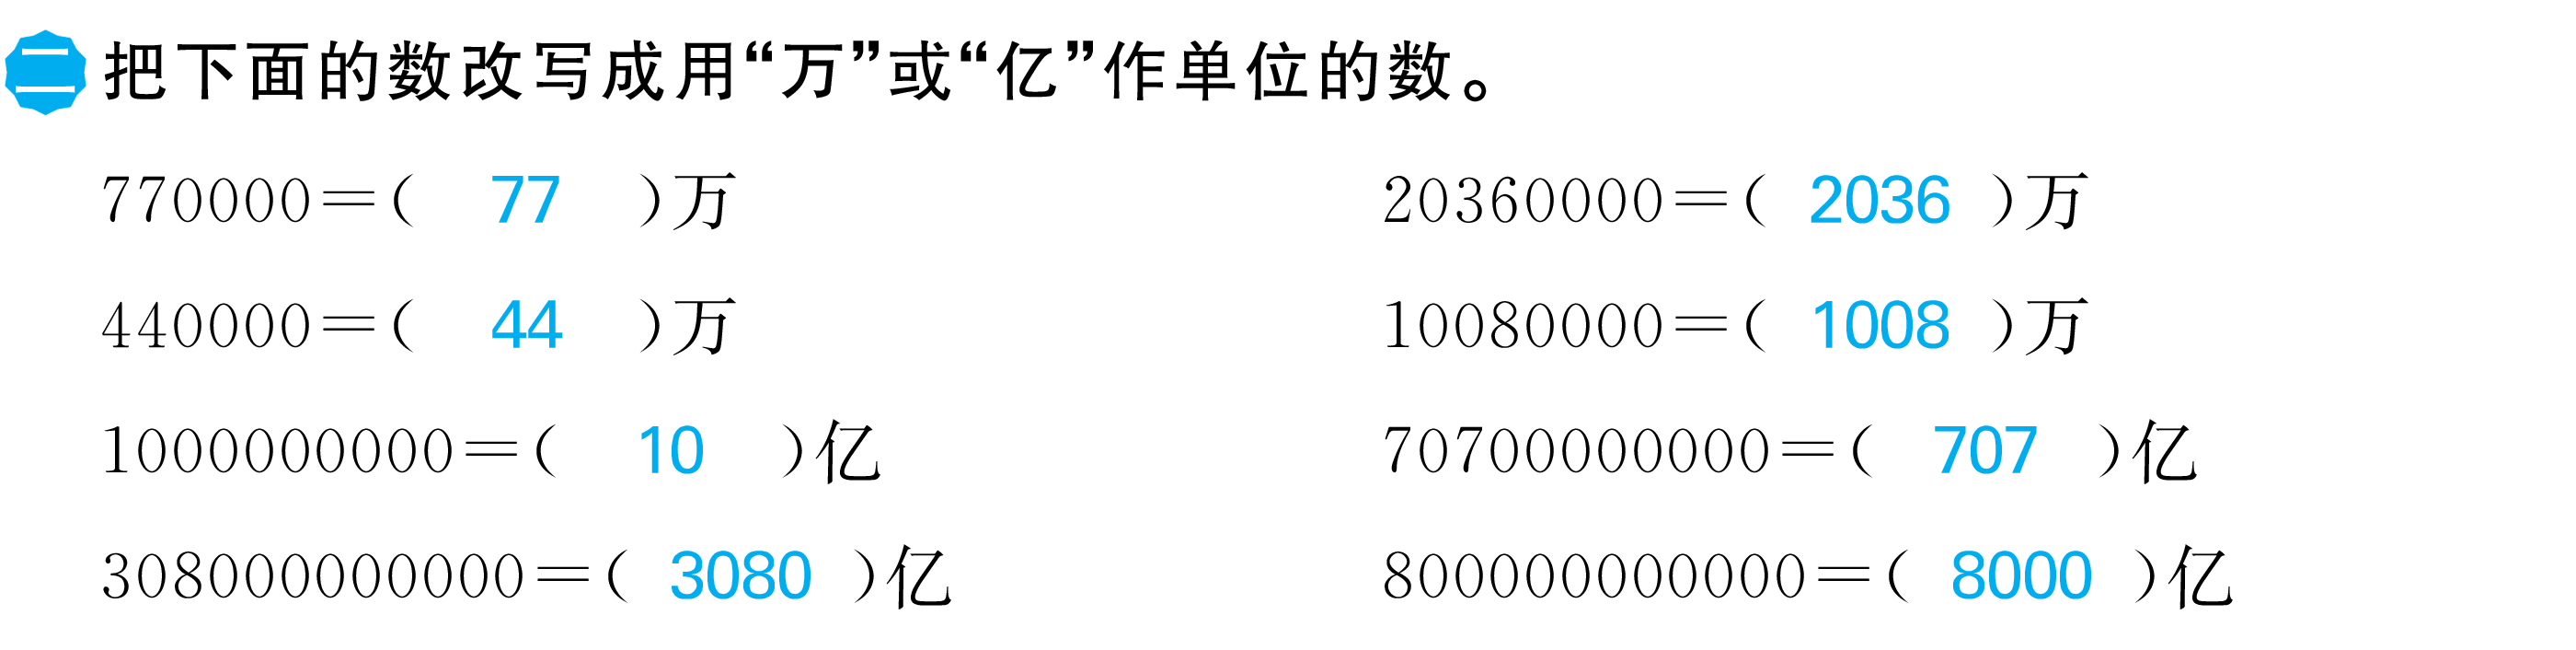 二 把下面的数改写成用“万”或“亿”作单位的数。
770000=( 77 )万 20360000=( 2036 )万
440000=( 44 )万 10080000=( 1008 )万
1000000000=( 10 )亿 70700000000=( 707 )亿
308000000000=( 3080 )亿 800000000000=( 8000 )亿